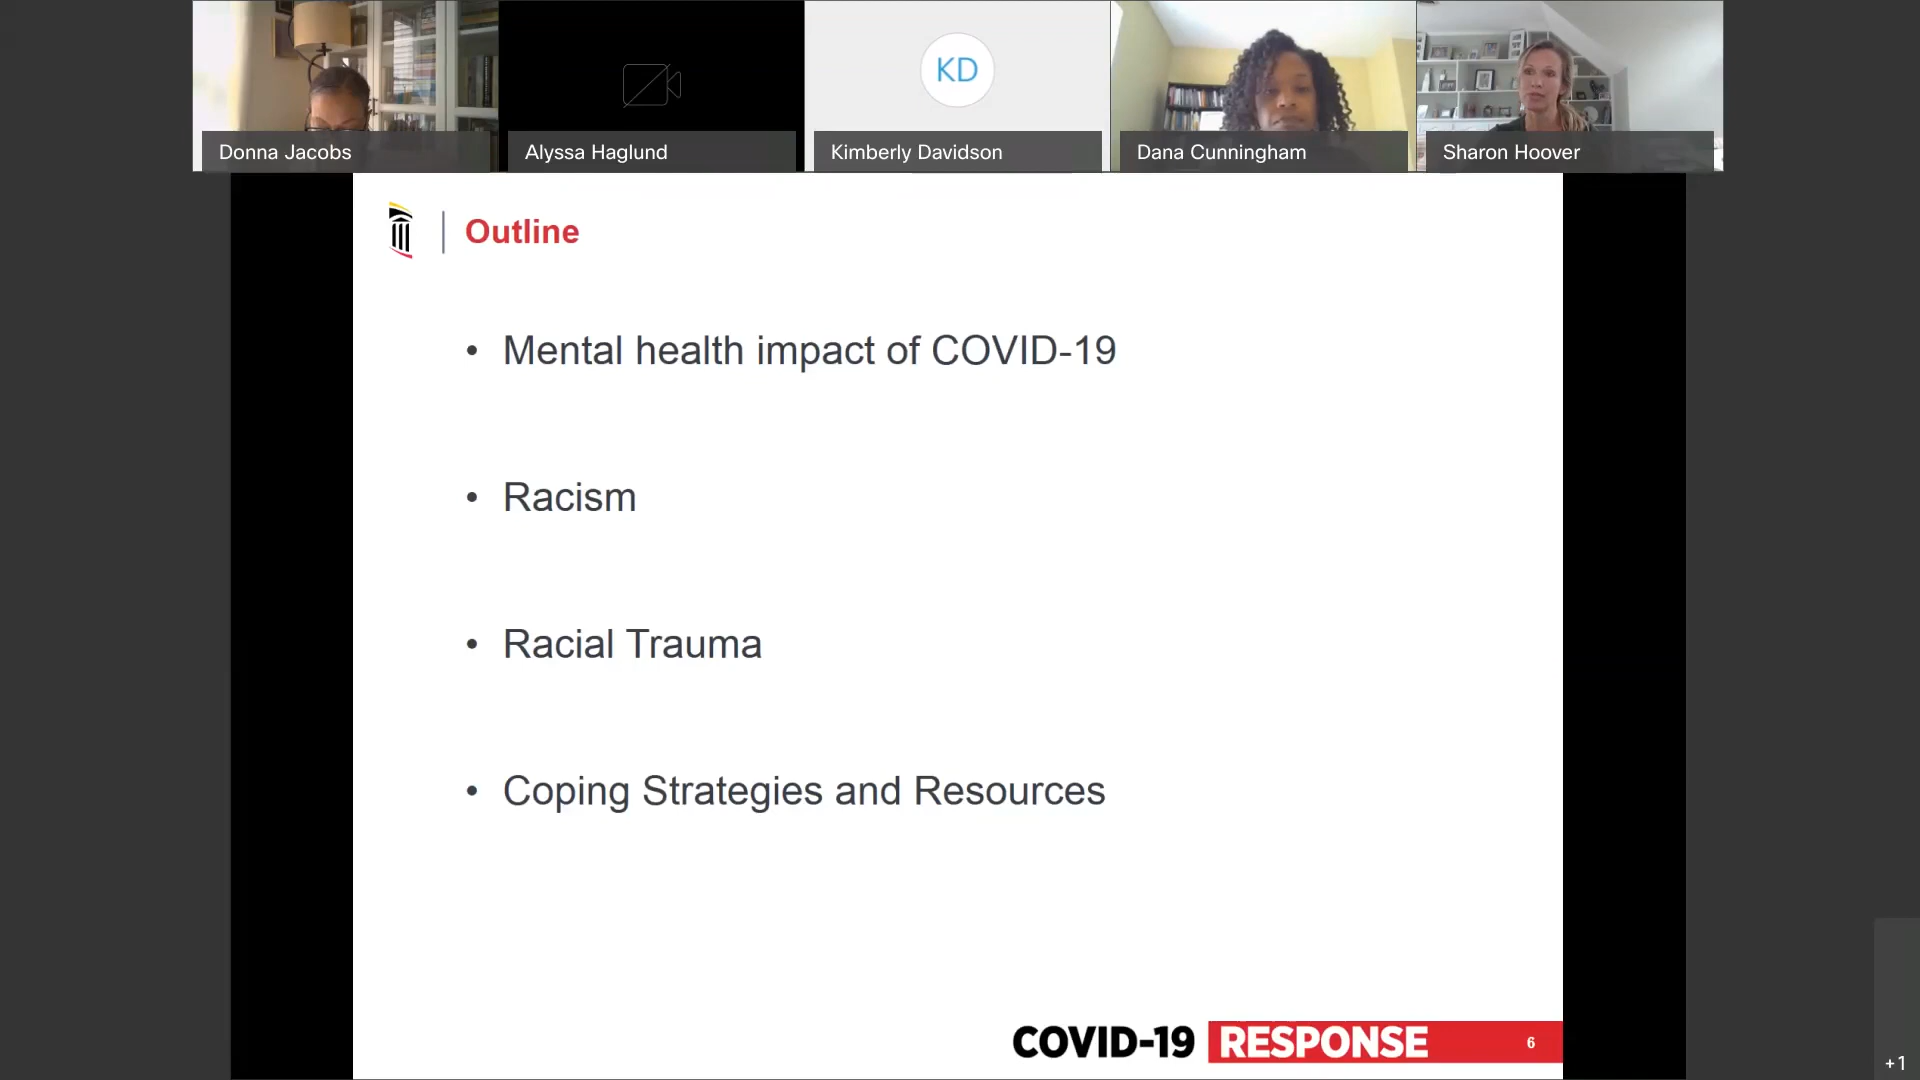 Donna Jacobs
Alyssa Haglund
KD
Kimberly Davidson
Dana Cunningham
Sharon Hoover
Outline
• Mental health impact of COVID-19
• Racism
• Racial Trauma
• Coping Strategies and Resources
COVID-19 RESPONSE 6
+1